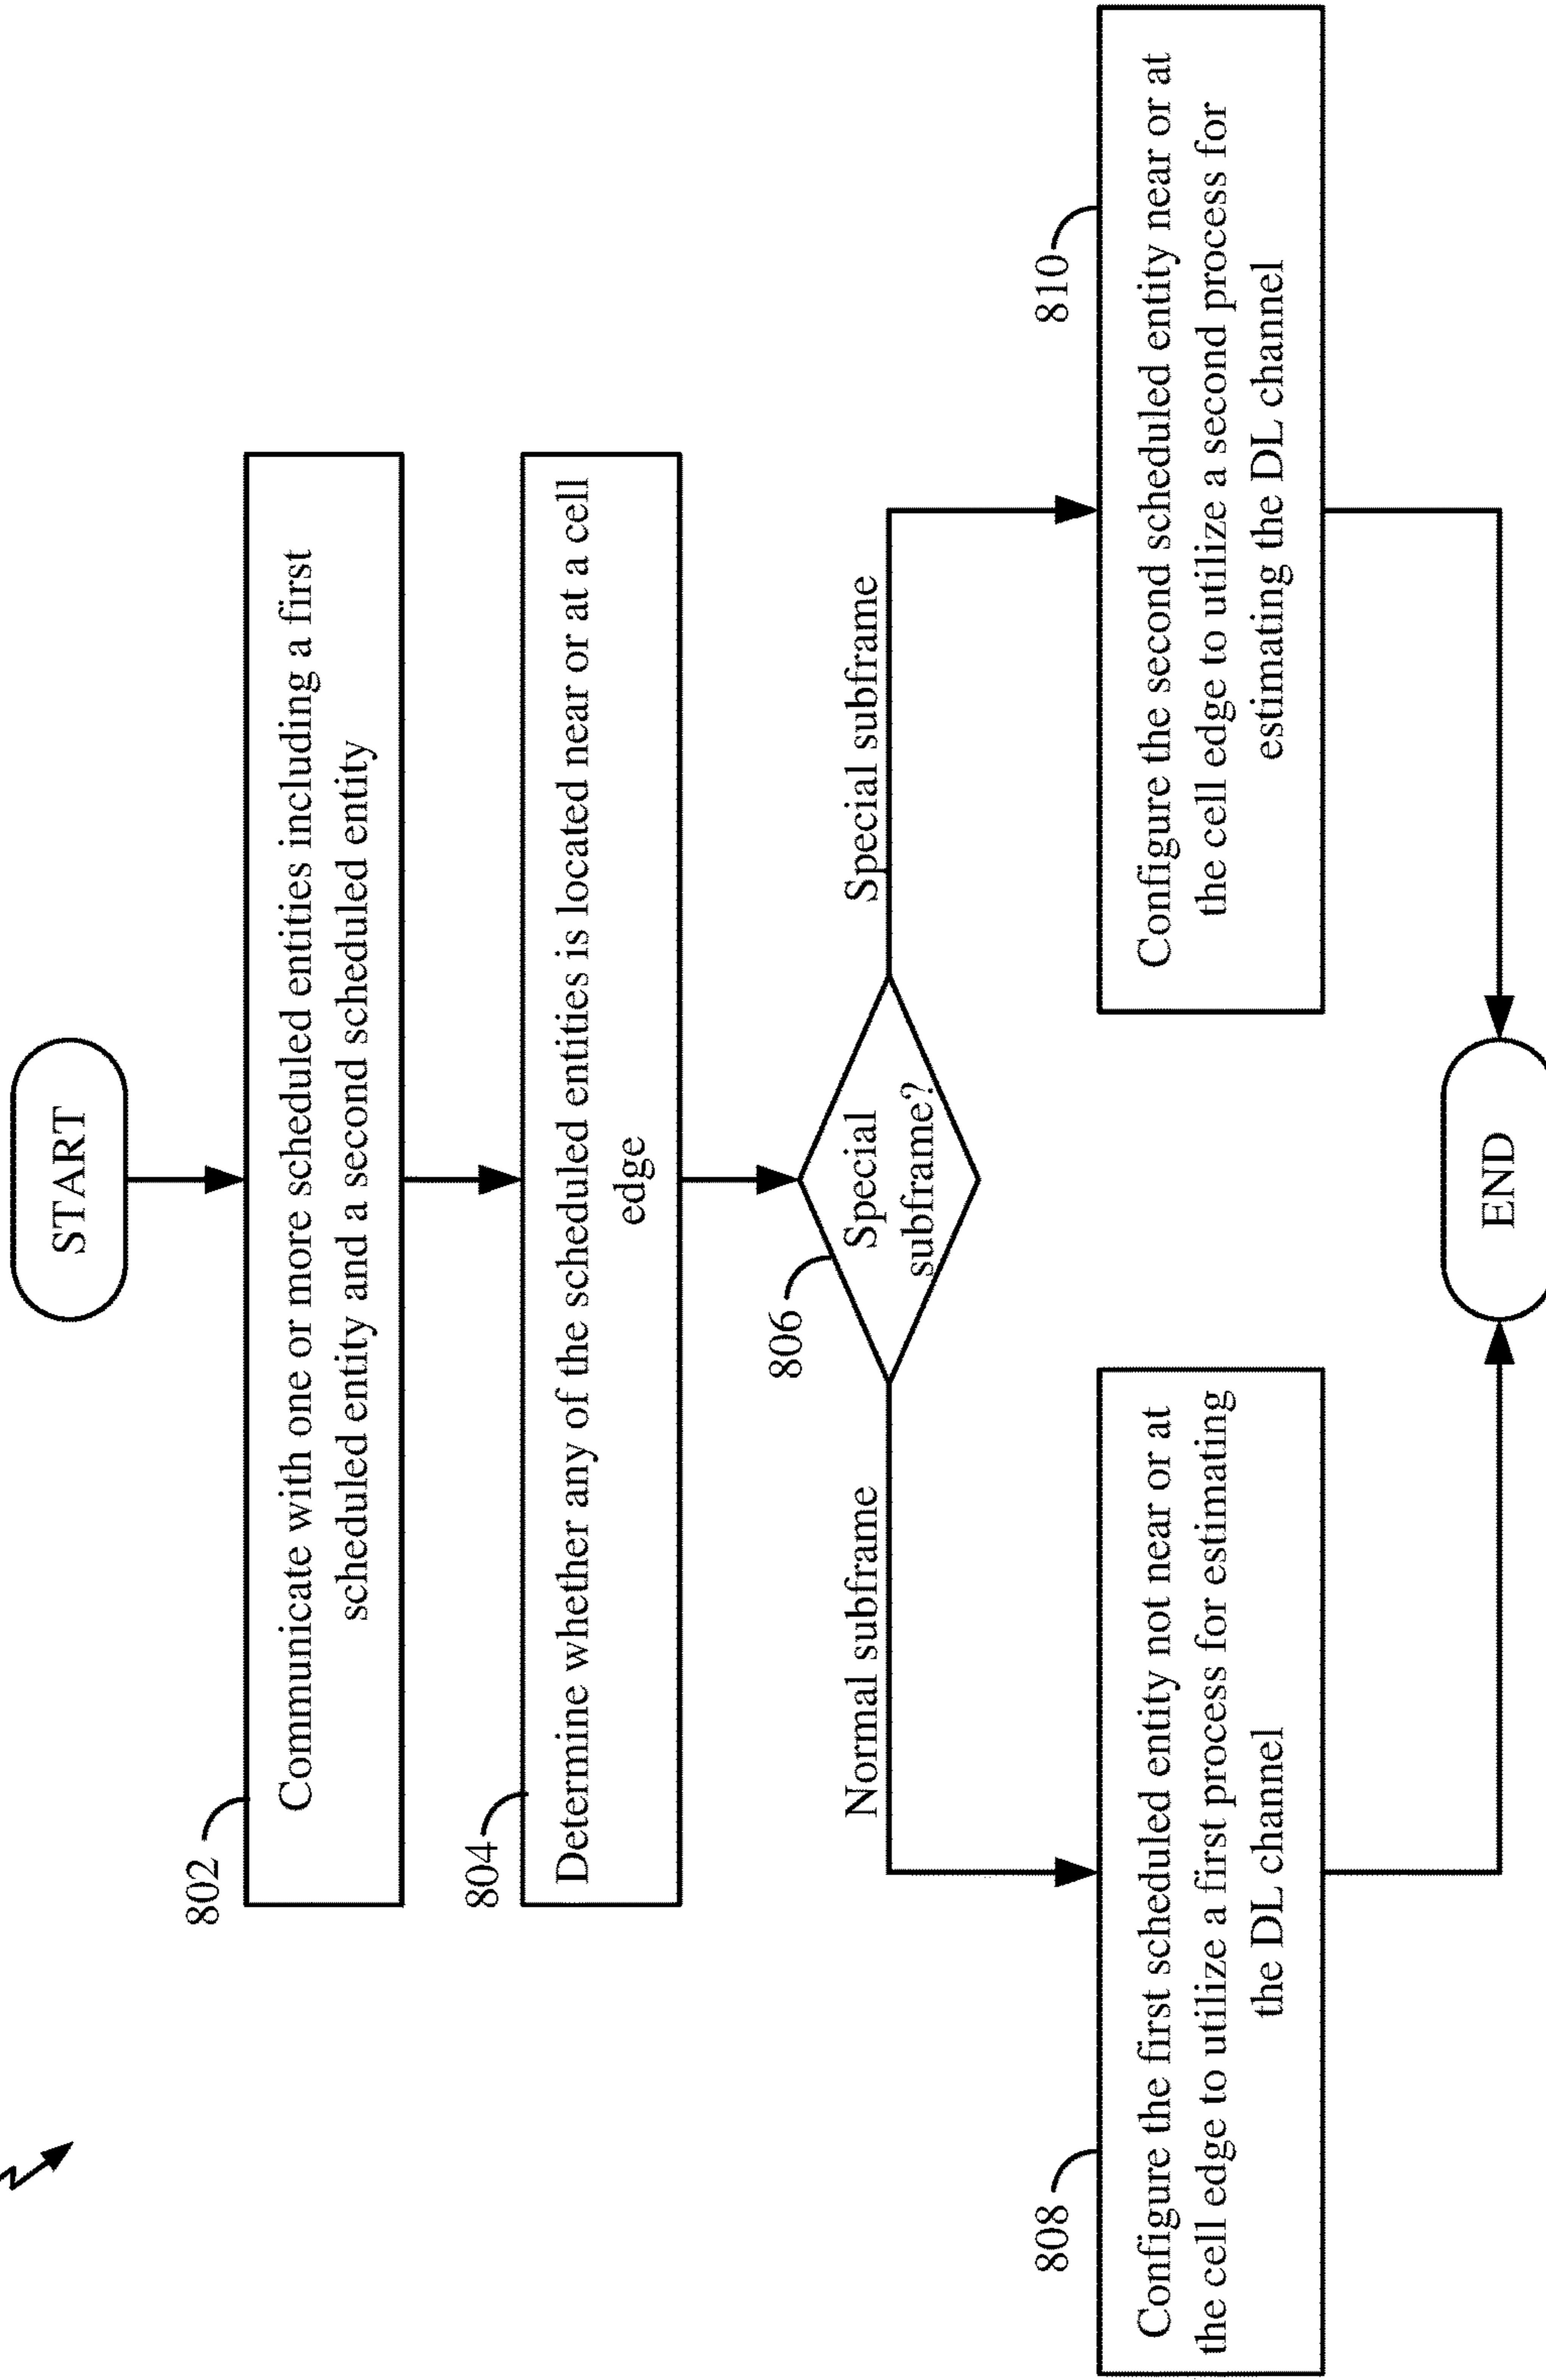 START
802
Communicate with one or more scheduled entities including a first
scheduled entity and a second scheduled entity
804
Determine whether any of the scheduled entities is located near or at a cell
edge
806
Special
subframe?
Normal subframe
Special subframe
808
Configure the first scheduled entity not near or at
the cell edge to utilize a first process for estimating
the DL channel
810
Configure the second scheduled entity near or at
the cell edge to utilize a second process for
estimating the DL channel
END